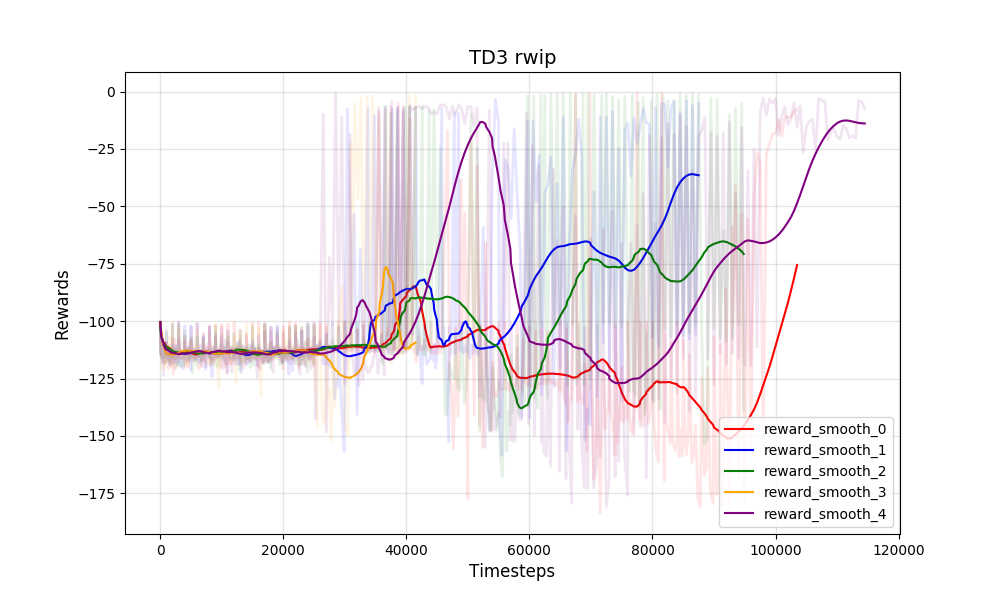 TD3 rwip
Rewards
0
−25
−50
−75
−100
−125
−150
−175
reward_smooth_0
reward_smooth_1
reward_smooth_2
reward_smooth_3
reward_smooth_4
0 20000 40000 60000 80000 100000 120000
Timesteps